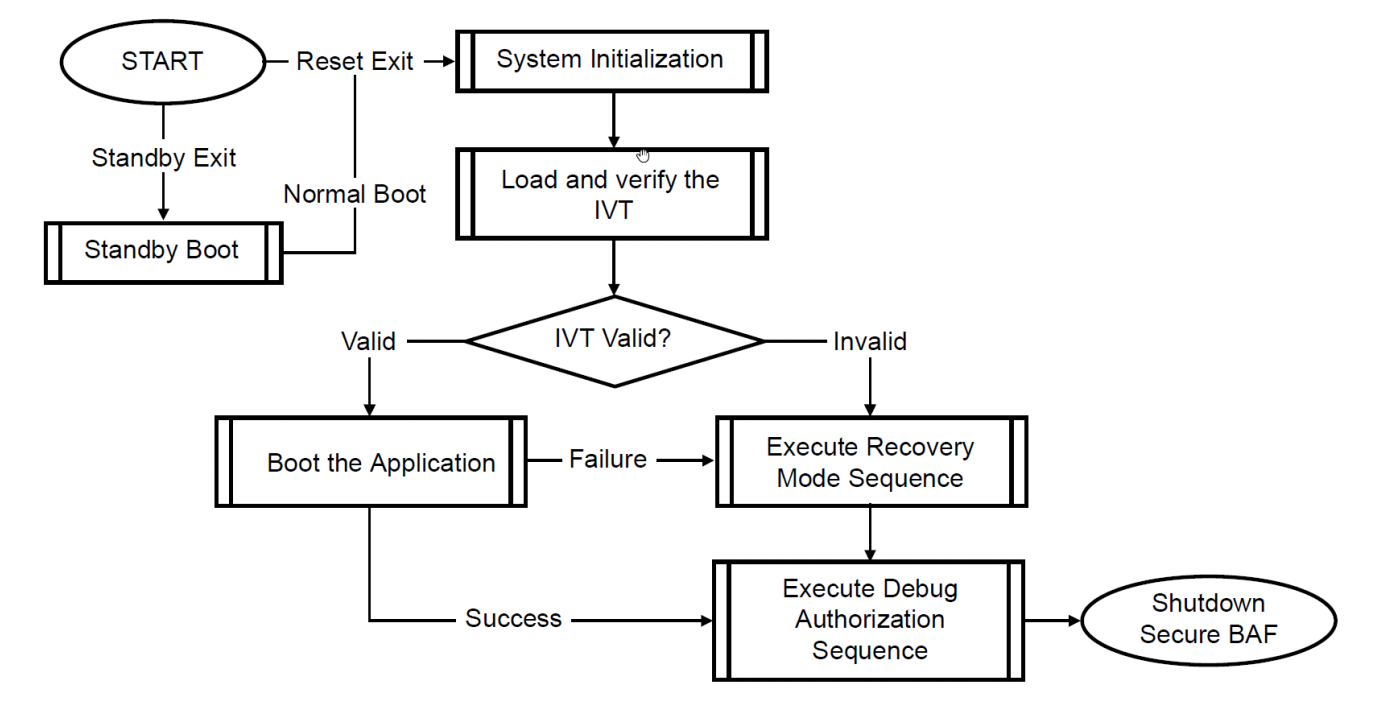 START
Reset Exit
System Initialization
Standby Exit
Load and verify the
IVT
Normal Boot
Standby Boot
IVT Valid?
Valid
Invalid
Boot the Application
Failure
Execute Recovery
Mode Sequence
Execute Debug
Authorization
Sequence
Success
Shutdown
Secure BAF